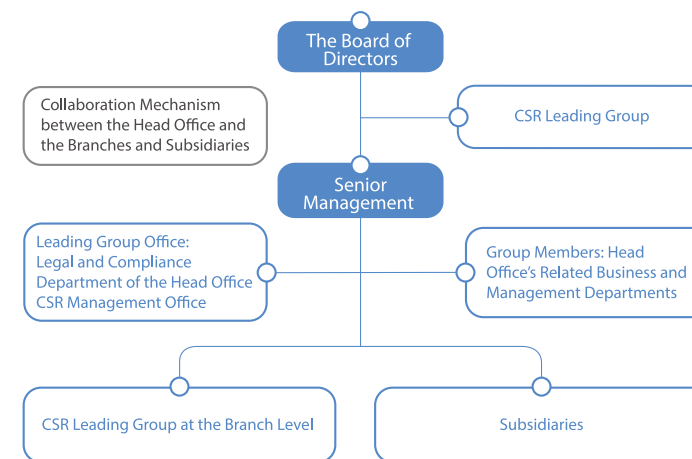 The Board of
Directors
Collaboration Mechanism
between the Head Office and
the Branches and Subsidiaries
CSR Leading Group
Senior
Management
Leading Group Office:
Legal and Compliance
Department of the Head Office
CSR Management Office
Group Members: Head
Office's Related Business and
Management Departments
CSR Leading Group at the Branch Level
Subsidiaries